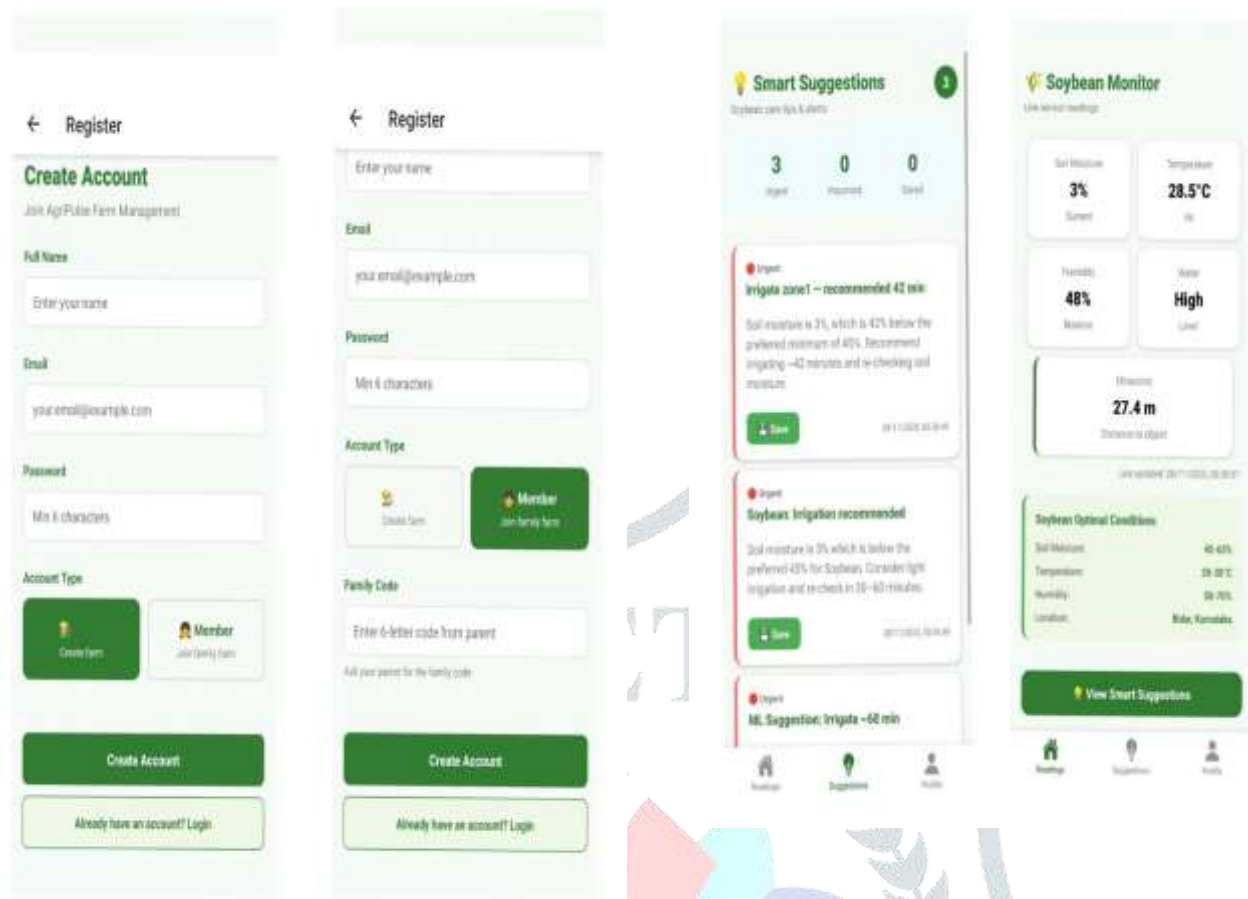 ← Register
Create Account
Join AgriPulse Farm Management
Full Name
Enter your name
Email
your.email@example.com
Password
Min 6 characters
Account Type
Create farm
Member
Join family farm
Create Account
Already have an account? Login
← Register
Enter your name
Email
your.email@example.com
Password
Min 6 characters
Account Type
Create farm
Member
Join family farm
Family Code
Enter 6-letter code from parent
Ask your parent for the family code
Create Account
Already have an account? Login
Smart Suggestions
3
Soybean care tips & alerts
3
0
0
Urgent
Important
Saved
Urgent
Irrigate zone1 — recommended 42 min
Soil moisture is 3%, which is 42% below the
preferred minimum of 45%. Recommend
irrigating ~42 minutes and re-checking soil
moisture.
Save
Urgent
Soybean: Irrigation recommended
Soil moisture is 3% which is below the
preferred 45% for Soybean. Consider light
irrigation and re-check in 30–60 minutes.
Save
Urgent
ML Suggestion: Irrigate ~68 min
Readings
Suggestions
Profile
Soybean Monitor
Live sensor readings
Soil Moisture
3%
Current
Temperature
28.5°C
Air
Humidity
48%
Relative
Water
High
Level
27.4 m
Distance to object
Last updated:
Soybean Optimal Conditions
Soil Moisture:
Temperature:
Humidity:
Location:
Bidar, Karnataka
View Smart Suggestions
Readings
Suggestions
Profile